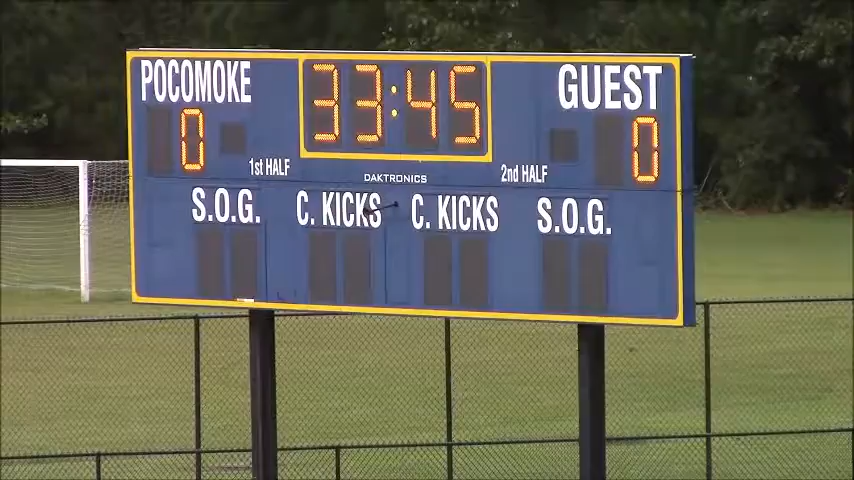 POCOMOKE 33:45 GUEST
0 0
1st HALF 2nd HALF
DAKTRONICS
S.O.G. C. KICKS C. KICKS S.O.G.